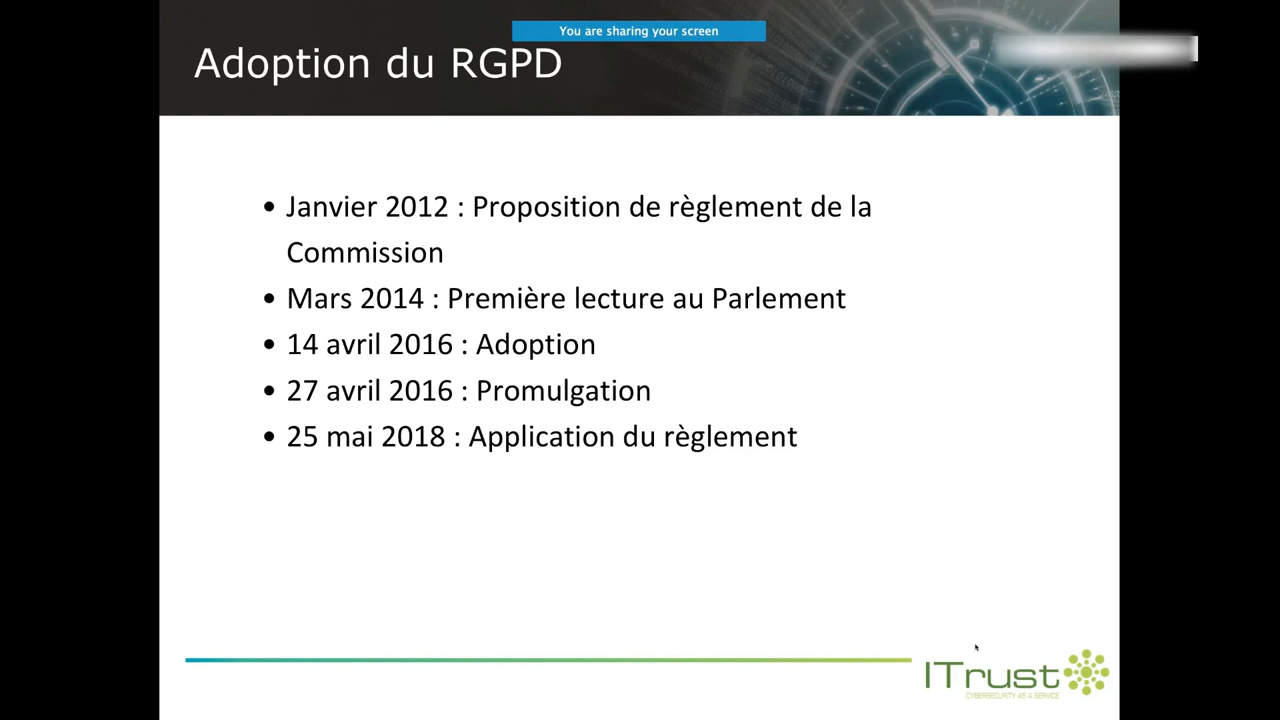 You are sharing your screen
Adoption du RGPD
• Janvier 2012 : Proposition de règlement de la
Commission
• Mars 2014 : Première lecture au Parlement
• 14 avril 2016 : Adoption
• 27 avril 2016 : Promulgation
• 25 mai 2018 : Application du règlement
ITrust
CYBERSECURITY AS A SERVICE